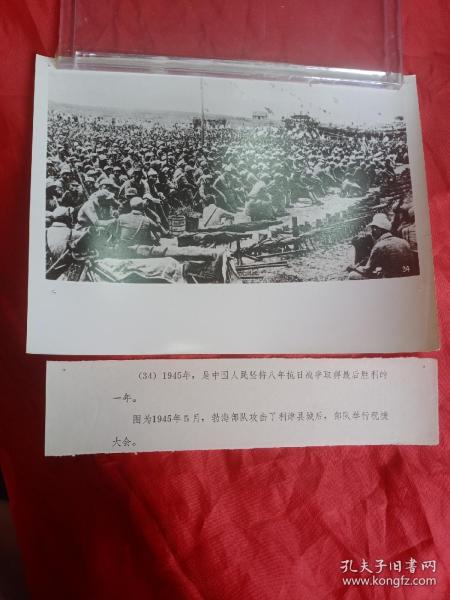 34
(34) 1945年，是中国人民坚持八年抗日战争取得最后胜利的
一年。
图为1945年5月，渤海部队攻击了利津县城后，部队举行祝捷
大会。
孔夫子旧书网
www.kongfz.com